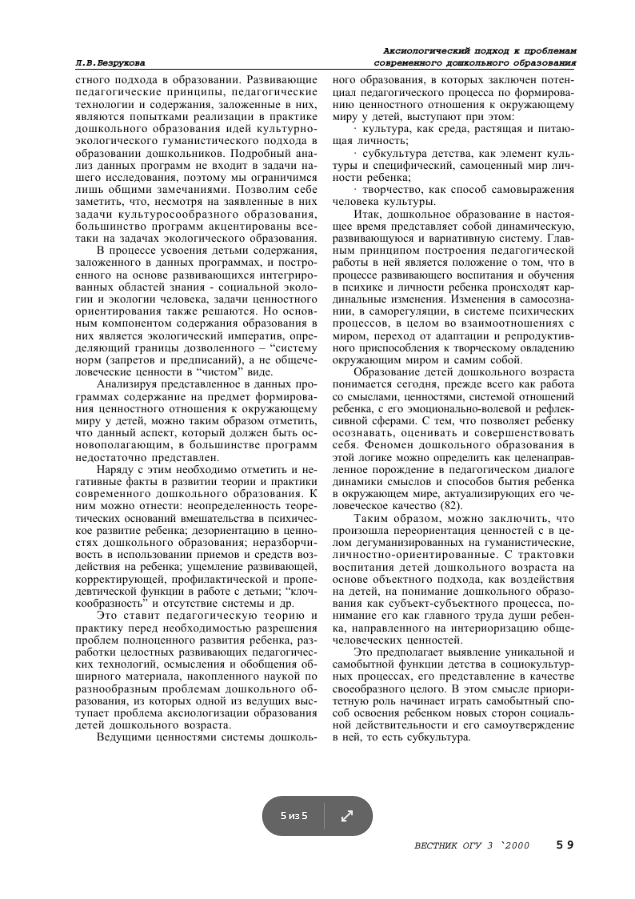 Аксиологический подход к проблемам
Л.В.Безрукова
современного дошкольного образования
стного подхода в образовании. Развивающие
педагогические принципы, педагогические
технологии и содержания, заложенные в них,
являются попытками реализации в практике
дошкольного образования идей культурно-
экологического гуманистического подхода в
образовании дошкольников. Подробный ана-
лиз данных программ не входит в задачи на-
шего исследования, поэтому мы ограничимся
лишь общими замечаниями. Позволим себе
заметить, что, несмотря на заявленные в них
задачи культуросообразного образования,
большинство программ акцентированы все-
таки на задачах экологического образования.
В процессе усвоения детьми содержания,
заложенного в данных программах, и постро-
енного на основе развивающихся интегриро-
ванных областей знания - социальной эколо-
гии и экологии человека, задачи ценностного
ориентирования также решаются. Но основ-
ным компонентом содержания образования в
них является экологический императив, опре-
деляющий границы дозволенного – “систему
норм (запретов и предписаний), а не общече-
ловеческие ценности в “чистом” виде.
Анализируя представленное в данных про-
граммах содержание на предмет формирова-
ния ценностного отношения к окружающему
миру у детей, можно таким образом отметить,
что данный аспект, который должен быть ос-
новополагающим, в большинстве программ
недостаточно представлен.
Наряду с этим необходимо отметить и не-
гативные факты в развитии теории и практики
современного дошкольного образования. К
ним можно отнести: неопределенность теоре-
тических оснований вмешательства в психичес-
кое развитие ребенка; дезориентацию в ценно-
стях дошкольного образования; неразборчи-
вость в использовании приемов и средств воз-
действия на ребенка; ущемление развивающей,
корректирующей, профилактической и пропе-
девтической функции в работе с детьми; “клоч-
кообразность” и отсутствие системы и др.
Это ставит педагогическую теорию и
практику перед необходимостью разрешения
проблем полноценного развития ребенка, раз-
работки целостных развивающих педагогичес-
ких технологий, осмысления и обобщения об-
ширного материала, накопленного наукой по
разнообразным проблемам дошкольного об-
разования, из которых одной из ведущих выс-
тупает проблема аксиологизации образования
детей дошкольного возраста.
Ведущими ценностями системы дошколь-
ного образования, в которых заключен потен-
циал педагогического процесса по формирова-
нию ценностного отношения к окружающему
миру у детей, выступают при этом:
· культура, как среда, растящая и питаю-
щая личность;
· субкультура детства, как элемент куль-
туры и специфический, самоценный мир лич-
ности ребенка;
· творчество, как способ самовыражения
человека культуры.
Итак, дошкольное образование в настоя-
щее время представляет собой динамическую,
развивающуюся и вариативную систему. Глав-
ным принципом построения педагогической
работы в ней является положение о том, что в
процессе развивающего воспитания и обучения
в психике и личности ребенка происходят кар-
динальные изменения. Изменения в самосозна-
нии, в саморегуляции, в системе психических
процессов, в целом во взаимоотношениях с
миром, переход от адаптации и репродуктив-
ного приспособления к творческому овладению
окружающим миром и самим собой.
Образование детей дошкольного возраста
понимается сегодня, прежде всего как работа
со смыслами, ценностями, системой отношений
ребенка, с его эмоционально-волевой и рефлек-
сивной сферами. С тем, что позволяет ребенку
осознавать, оценивать и совершенствовать
себя. Феномен дошкольного образования в
этой логике можно определить как целенаправ-
ленное порождение в педагогическом диалоге
динамики смыслов и способов бытия ребенка
в окружающем мире, актуализирующих его че-
ловеческое качество (82).
Таким образом, можно заключить, что
произошла переориентация ценностей с в це-
лом дегуманизированных на гуманистические,
личностно-ориентированные. С трактовки
воспитания детей дошкольного возраста на
основе объектного подхода, как воздействия
на детей, на понимание дошкольного образо-
вания как субъект-субъектного процесса, по-
нимание его как главного труда души ребен-
ка, направленного на интериоризацию обще-
человеческих ценностей.
Это предполагает выявление уникальной и
самобытной функции детства в социокультур-
ных процессах, его представление в качестве
своеобразного целого. В этом смысле приори-
тетную роль начинает играть самобытный спо-
соб освоения ребенком новых сторон социаль-
ной действительности и его самоутверждение
в ней, то есть субкультура.
5 из 5
ВЕСТНИК ОГУ 3 `2000 59